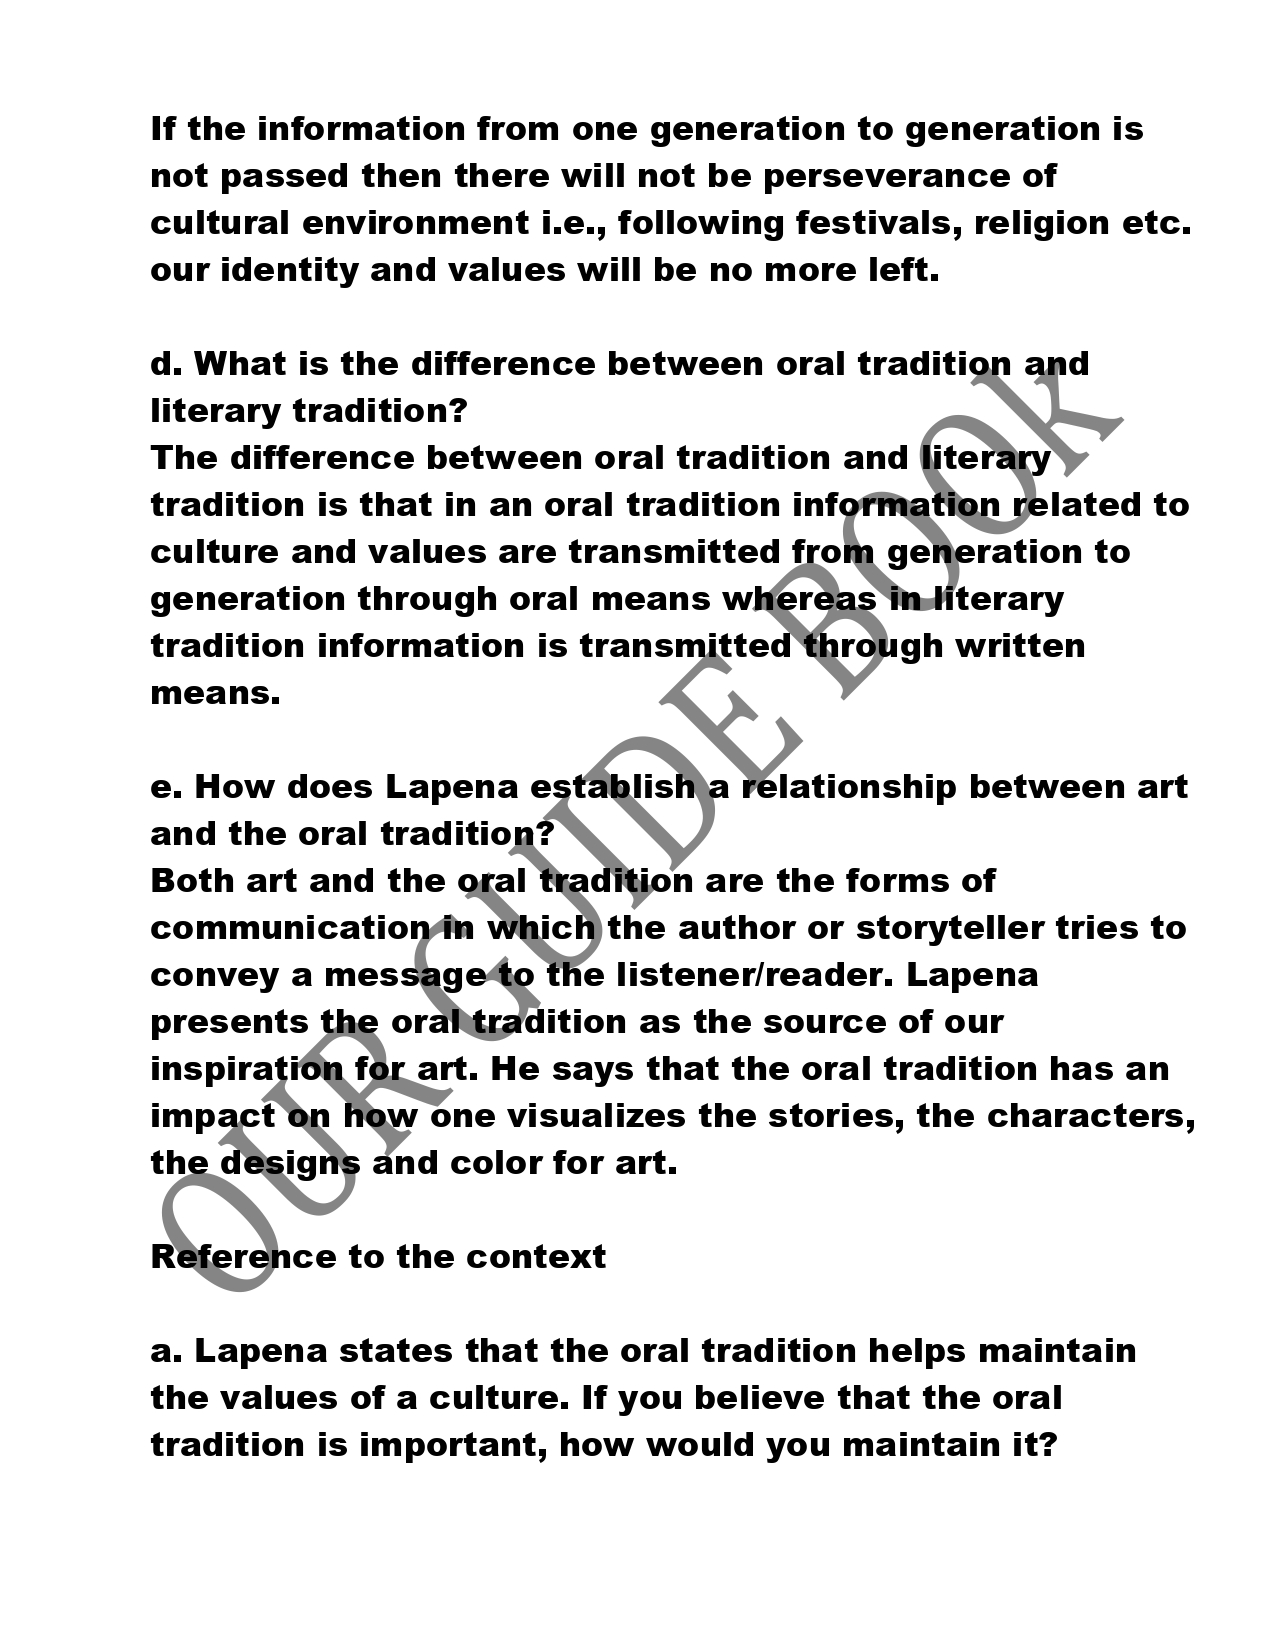 If the information from one generation to generation is
not passed then there will not be perseverance of
cultural environment i.e., following festivals, religion etc.
our identity and values will be no more left.
d. What is the difference between oral tradition and
literary tradition?
The difference between oral tradition and literary
tradition is that in an oral tradition information related to
culture and values are transmitted from generation to
generation through oral means whereas in literary
tradition information is transmitted through written
means.
e. How does Lapena establish a relationship between art
and the oral tradition?
Both art and the oral tradition are the forms of
communication in which the author or storyteller tries to
convey a message to the listener/reader. Lapena
presents the oral tradition as the source of our
inspiration for art. He says that the oral tradition has an
impact on how one visualizes the stories, the characters,
the designs and color for art.
Reference to the context
a. Lapena states that the oral tradition helps maintain
the values of a culture. If you believe that the oral
tradition is important, how would you maintain it?
OUR GUIDE BOOk